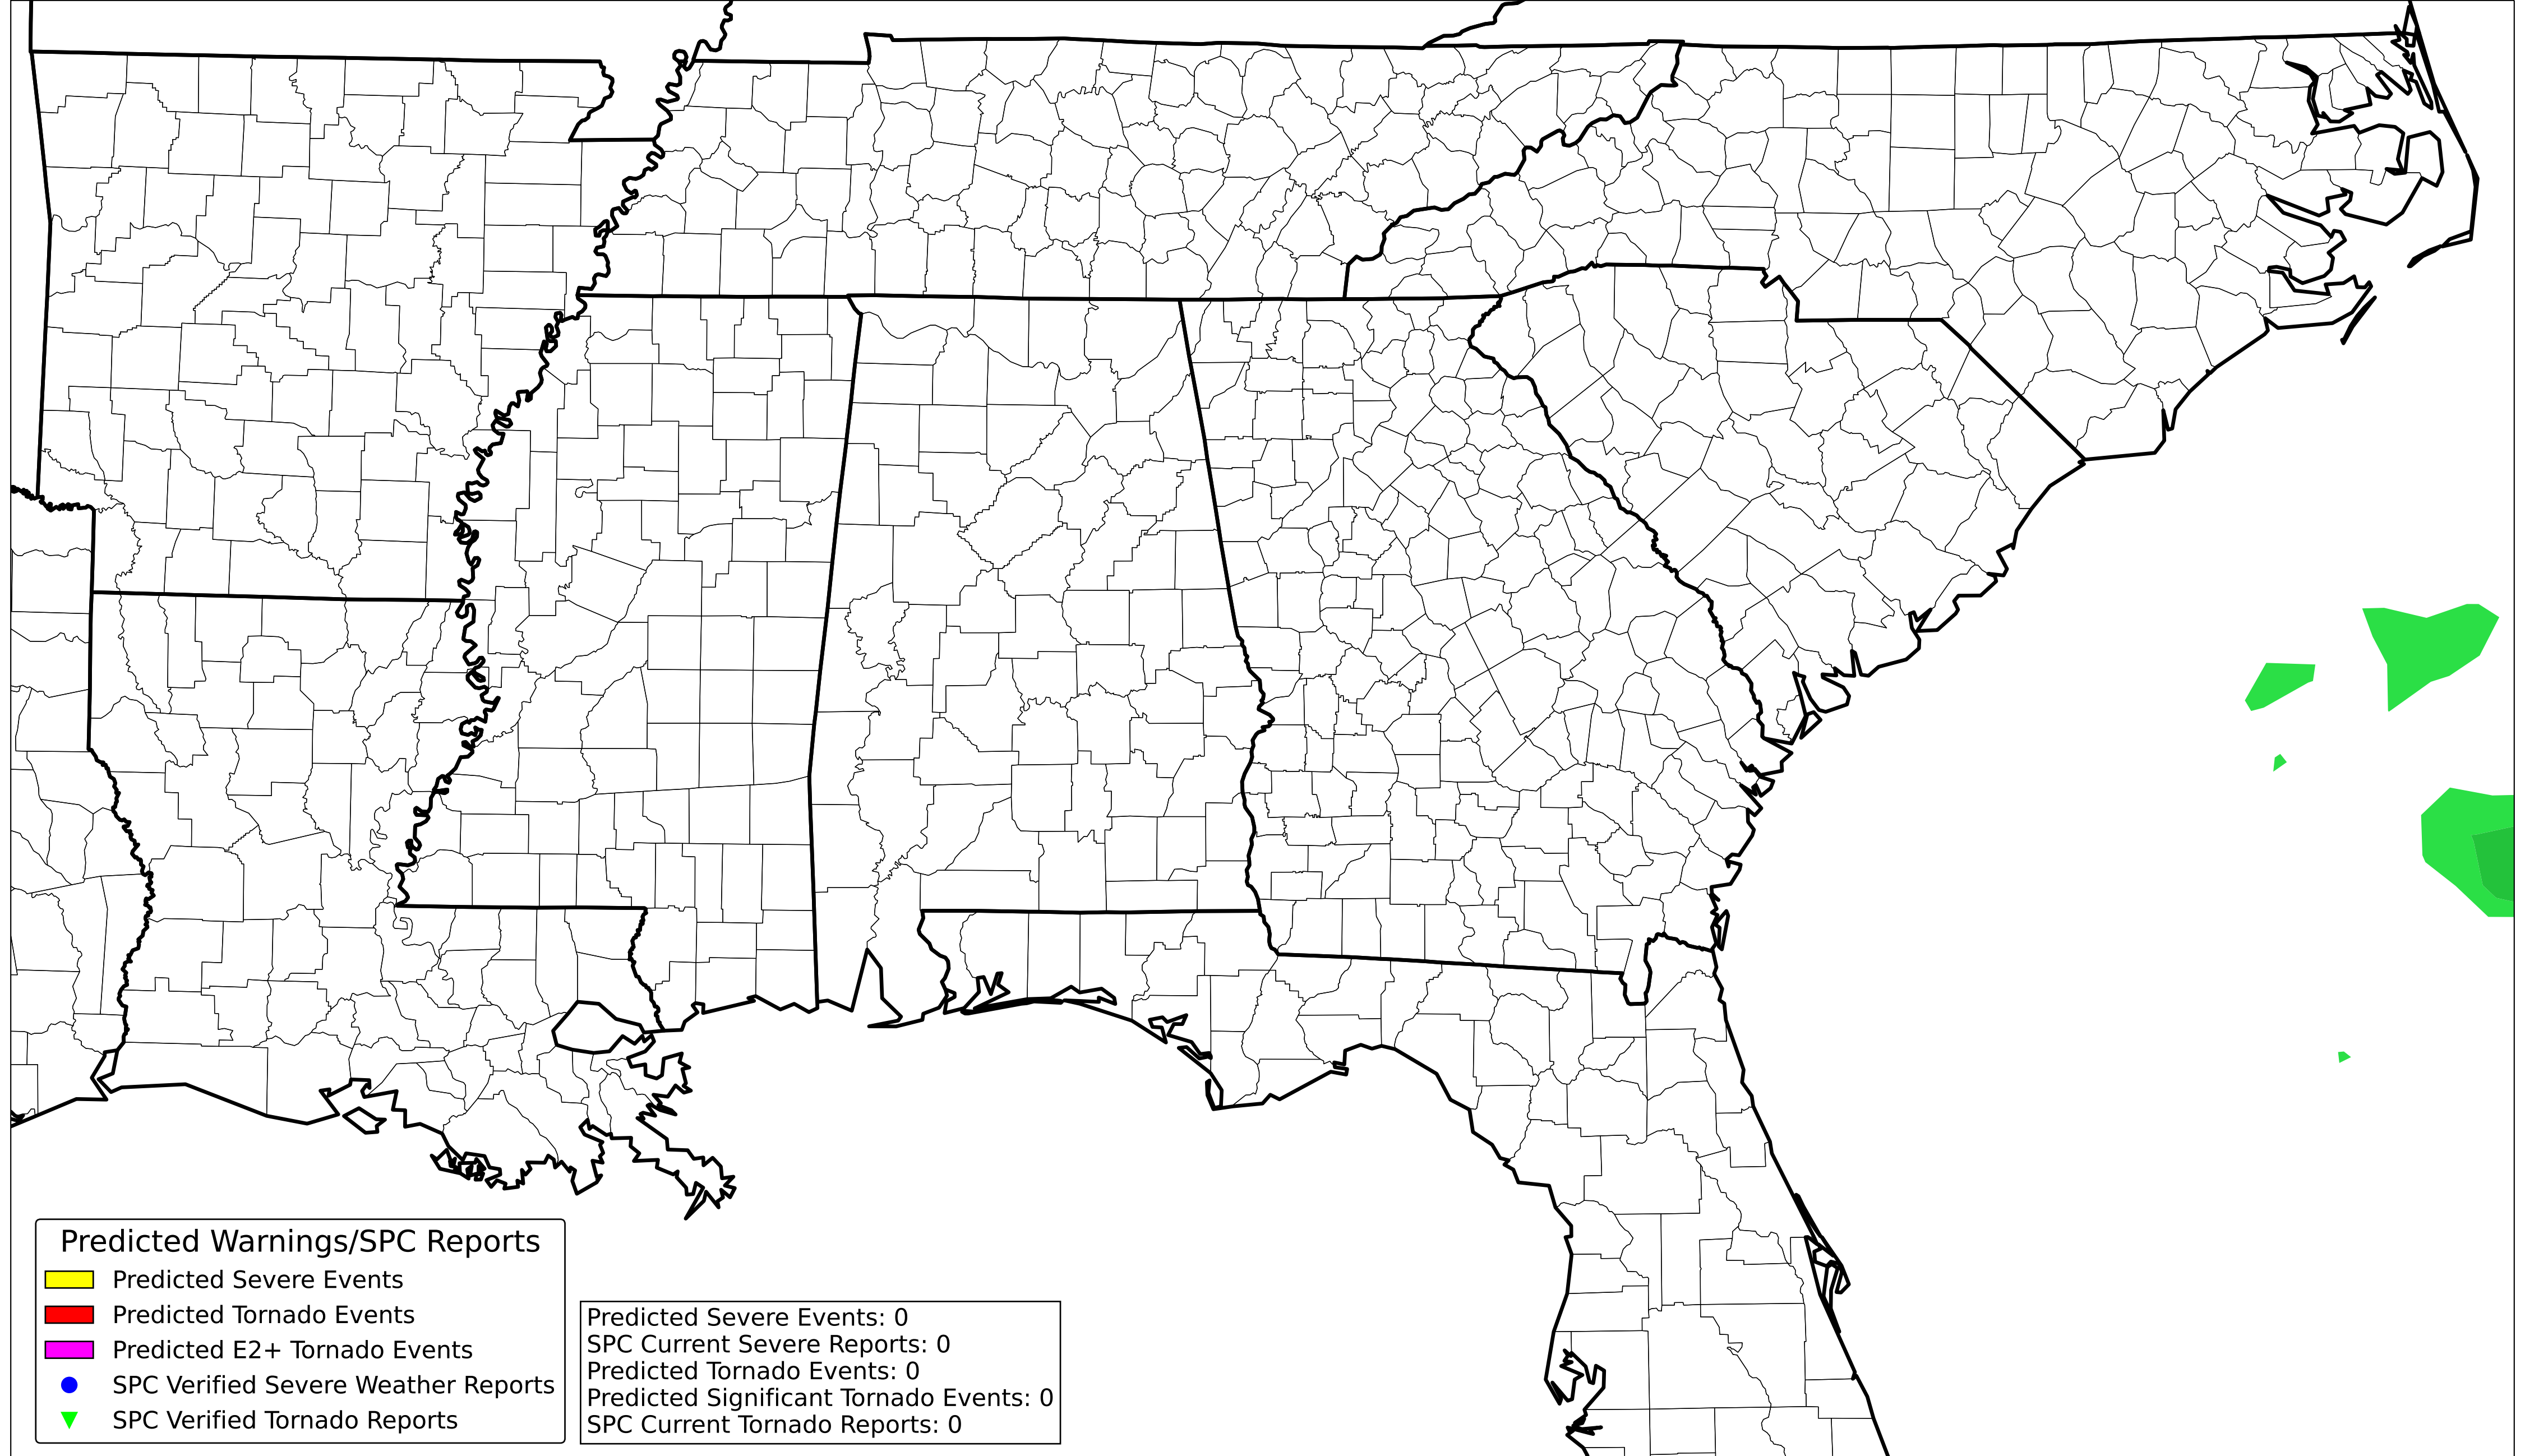 Predicted Warnings/SPC Reports
Predicted Severe Events
Predicted Tornado Events
Predicted E2+ Tornado Events
SPC Verified Severe Weather Reports
SPC Verified Tornado Reports
Predicted Severe Events: 0
SPC Current Severe Reports: 0
Predicted Tornado Events: 0
Predicted Significant Tornado Events: 0
SPC Current Tornado Reports: 0